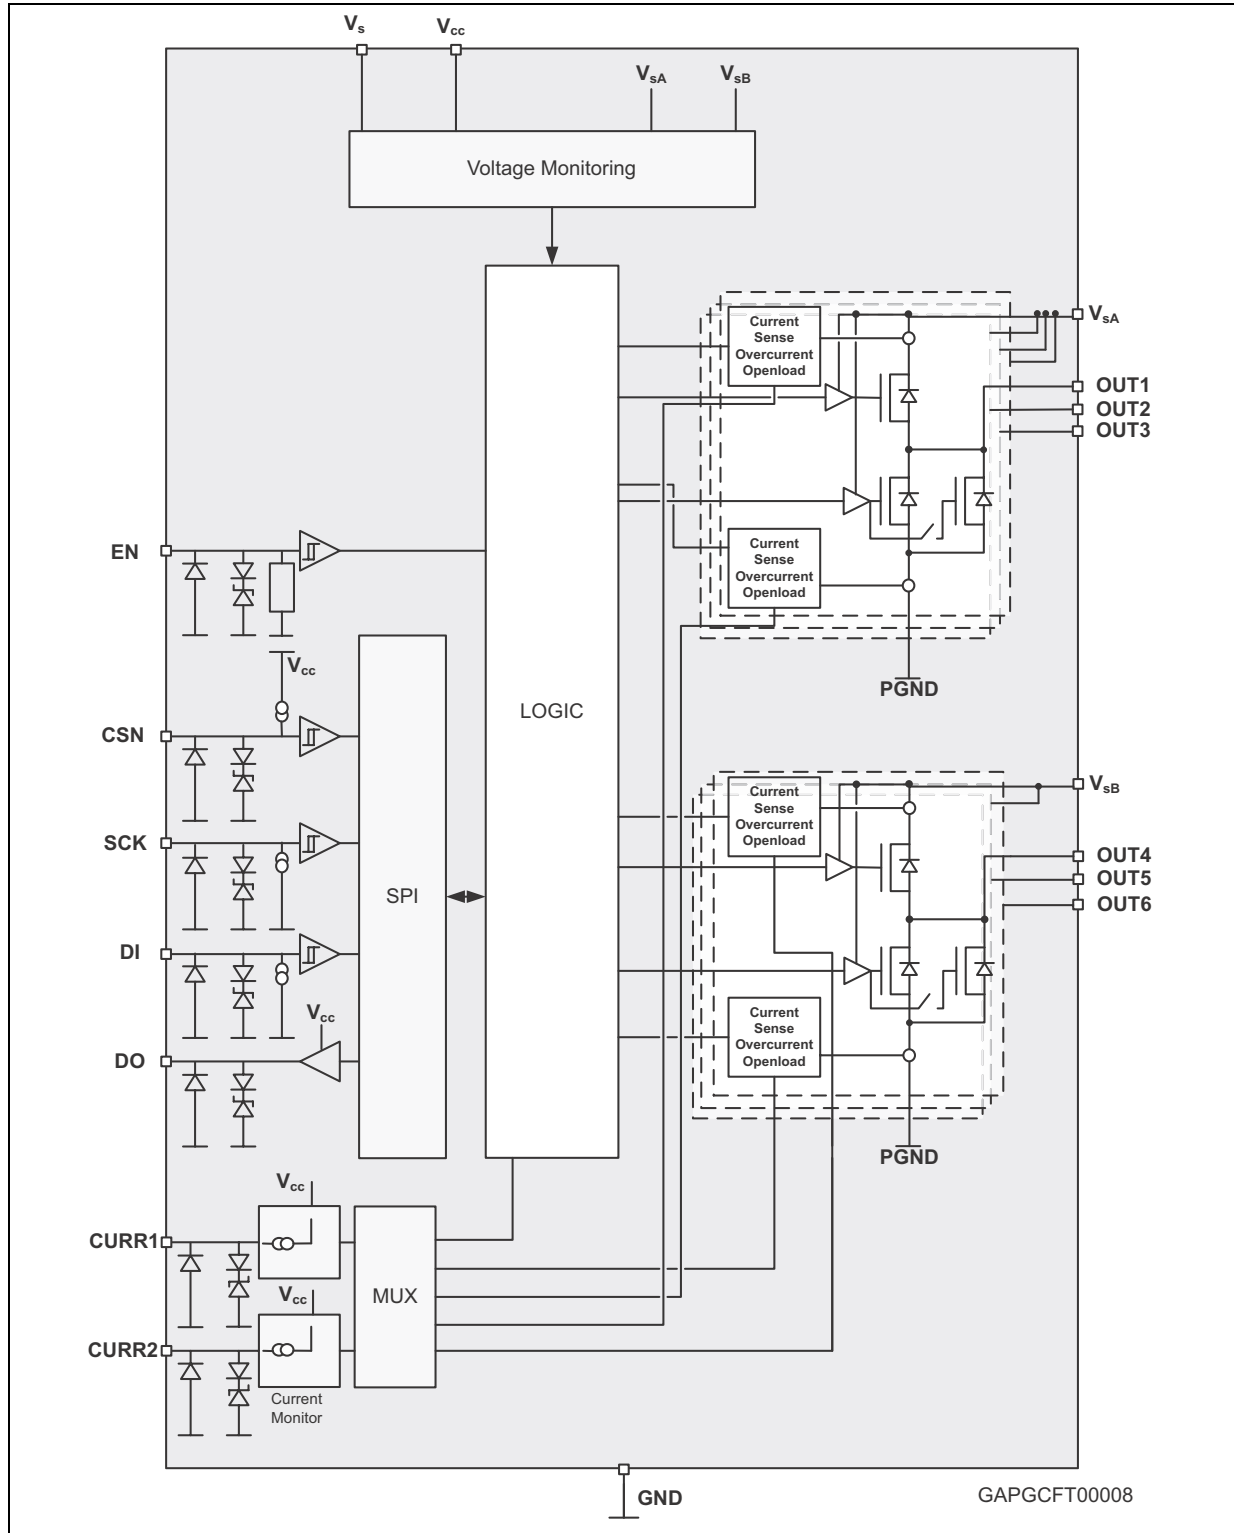 Vs
Vcc
VsA
VsB
Voltage Monitoring
Current
Sense
Overcurrent
Openload
VsA
OUT1
OUT2
OUT3
EN
Current
Sense
Overcurrent
Openload
Vcc
PGND
LOGIC
CSN
Current
Sense
Overcurrent
Openload
VsB
SCK
OUT4
OUT5
OUT6
SPI
DI
Vcc
DO
Current
Sense
Overcurrent
Openload
PGND
Vcc
CURR1
Vcc
MUX
CURR2
Current
Monitor
GND
GAPGCFT00008